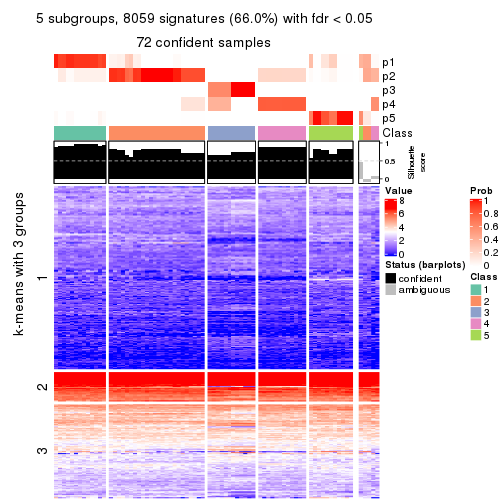 5 subgroups, 8059 signatures (66.0%) with fdr < 0.05
72 confident samples
p1
p2
p3
p4
p5
Class
1
0.5
0
Silhouette
score
k-means with 3 groups
1
2
3
Value
8
6
4
2
0
Status (barplots)
confident
ambiguous
Prob
1
0.8
0.6
0.4
0.2
0
Class
1
2
3
4
5